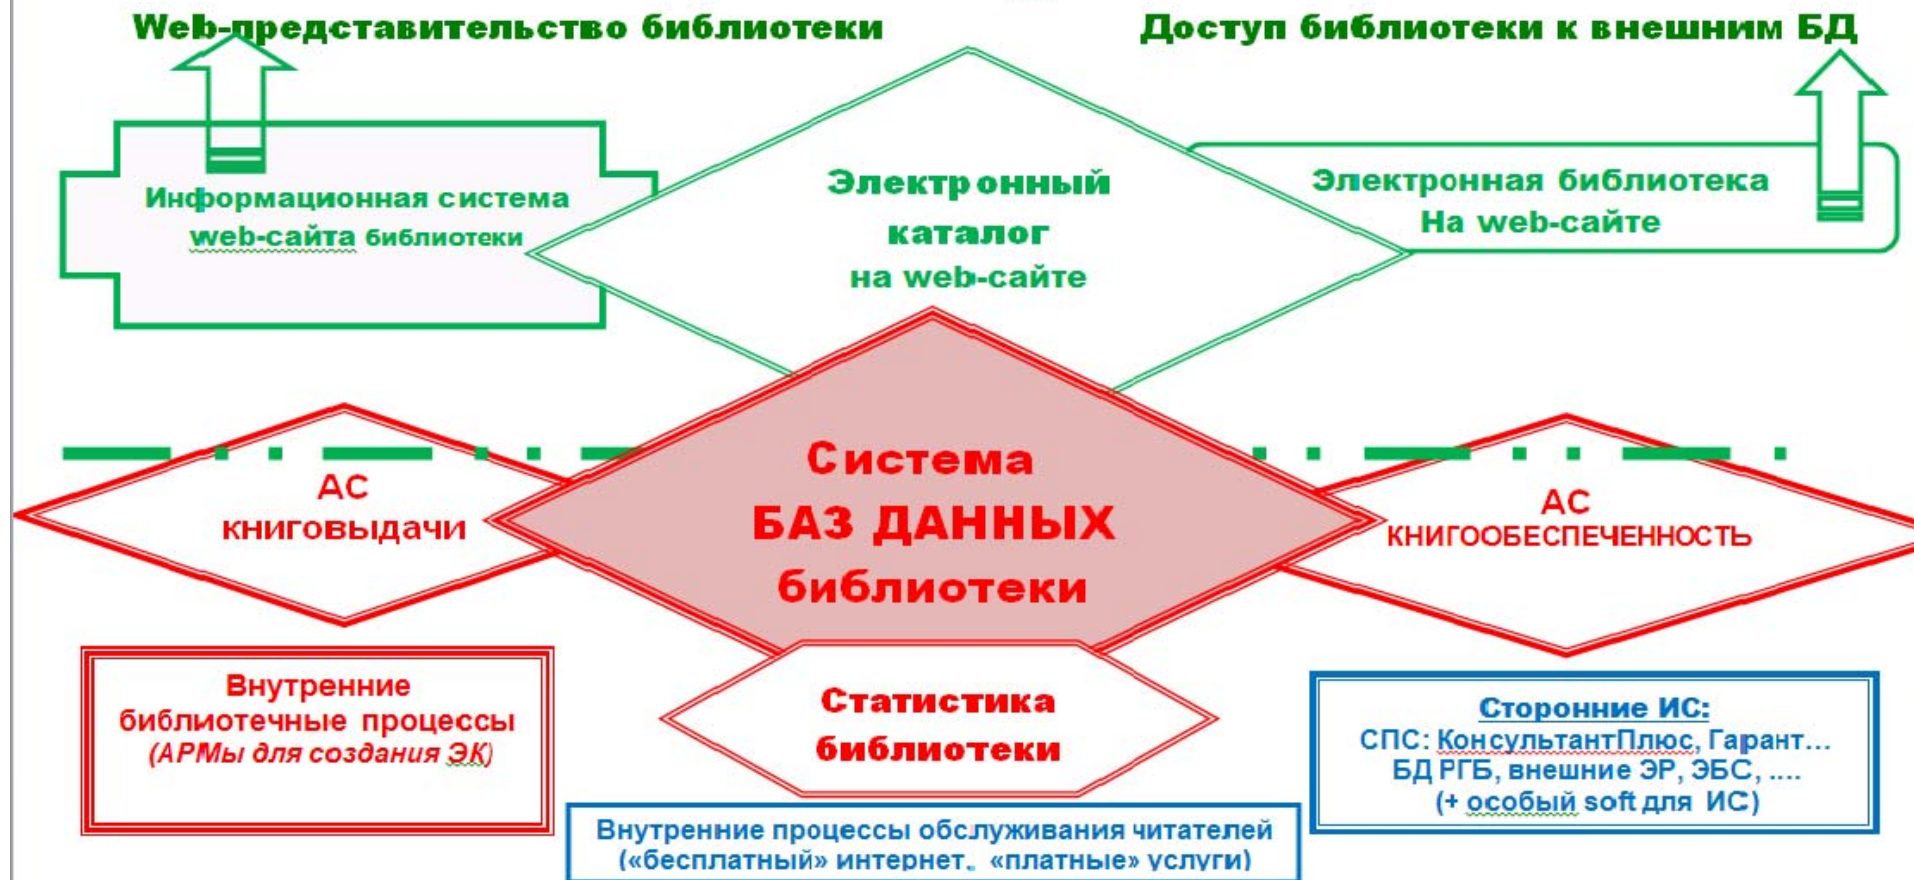 Web-представительство библиотеки
Доступ библиотеки к внешним БД
Информационная система
web-сайта библиотеки
Электронный
каталог
на web-сайте
Электронная библиотека
На web-сайте
АС
книговыдачи
Система
БАЗ ДАННЫХ
библиотеки
АС
КНИГООБЕСПЕЧЕННОСТЬ
Внутренние
библиотечные процессы
(АРМы для создания ЭК)
Статистика
библиотеки
Сторонние ИС:
СПС: КонсультантПлюс, Гарант...
БД РГБ, внешние ЭР, ЭБС, ....
(+ особый soft для ИС)
Внутренние процессы обслуживания читателей
(«бесплатный» интернет, «платные» услуги)